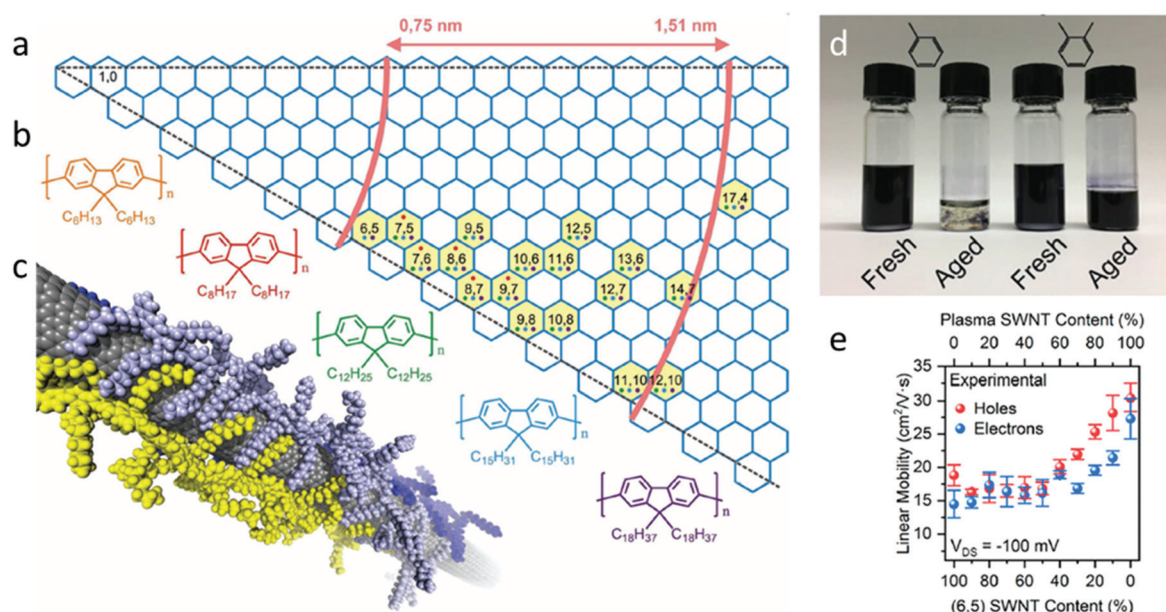 a
0,75 nm
1,51 nm
1,0
17,4
6,5
7,5
9,5
12,5
7,6
8,6
10,6
11,6
13,6
8,7
9,7
12,7
14,7
9,8
10,8
11,10
12,10
b
n
C6H13 C6H13
n
C8H17 C8H17
n
C12H25 C12H25
n
C15H31 C15H31
n
C18H37 C18H37
c
d
Fresh
Aged
Fresh
Aged
e
Plasma SWNT Content (%)
0 20 40 60 80 100
Linear Mobility (cm²/V·s)
35
30
25
20
15
10
Experimental
Holes
Electrons
VDS = -100 mV
100 80 60 40 20 0
(6,5) SWNT Content (%)